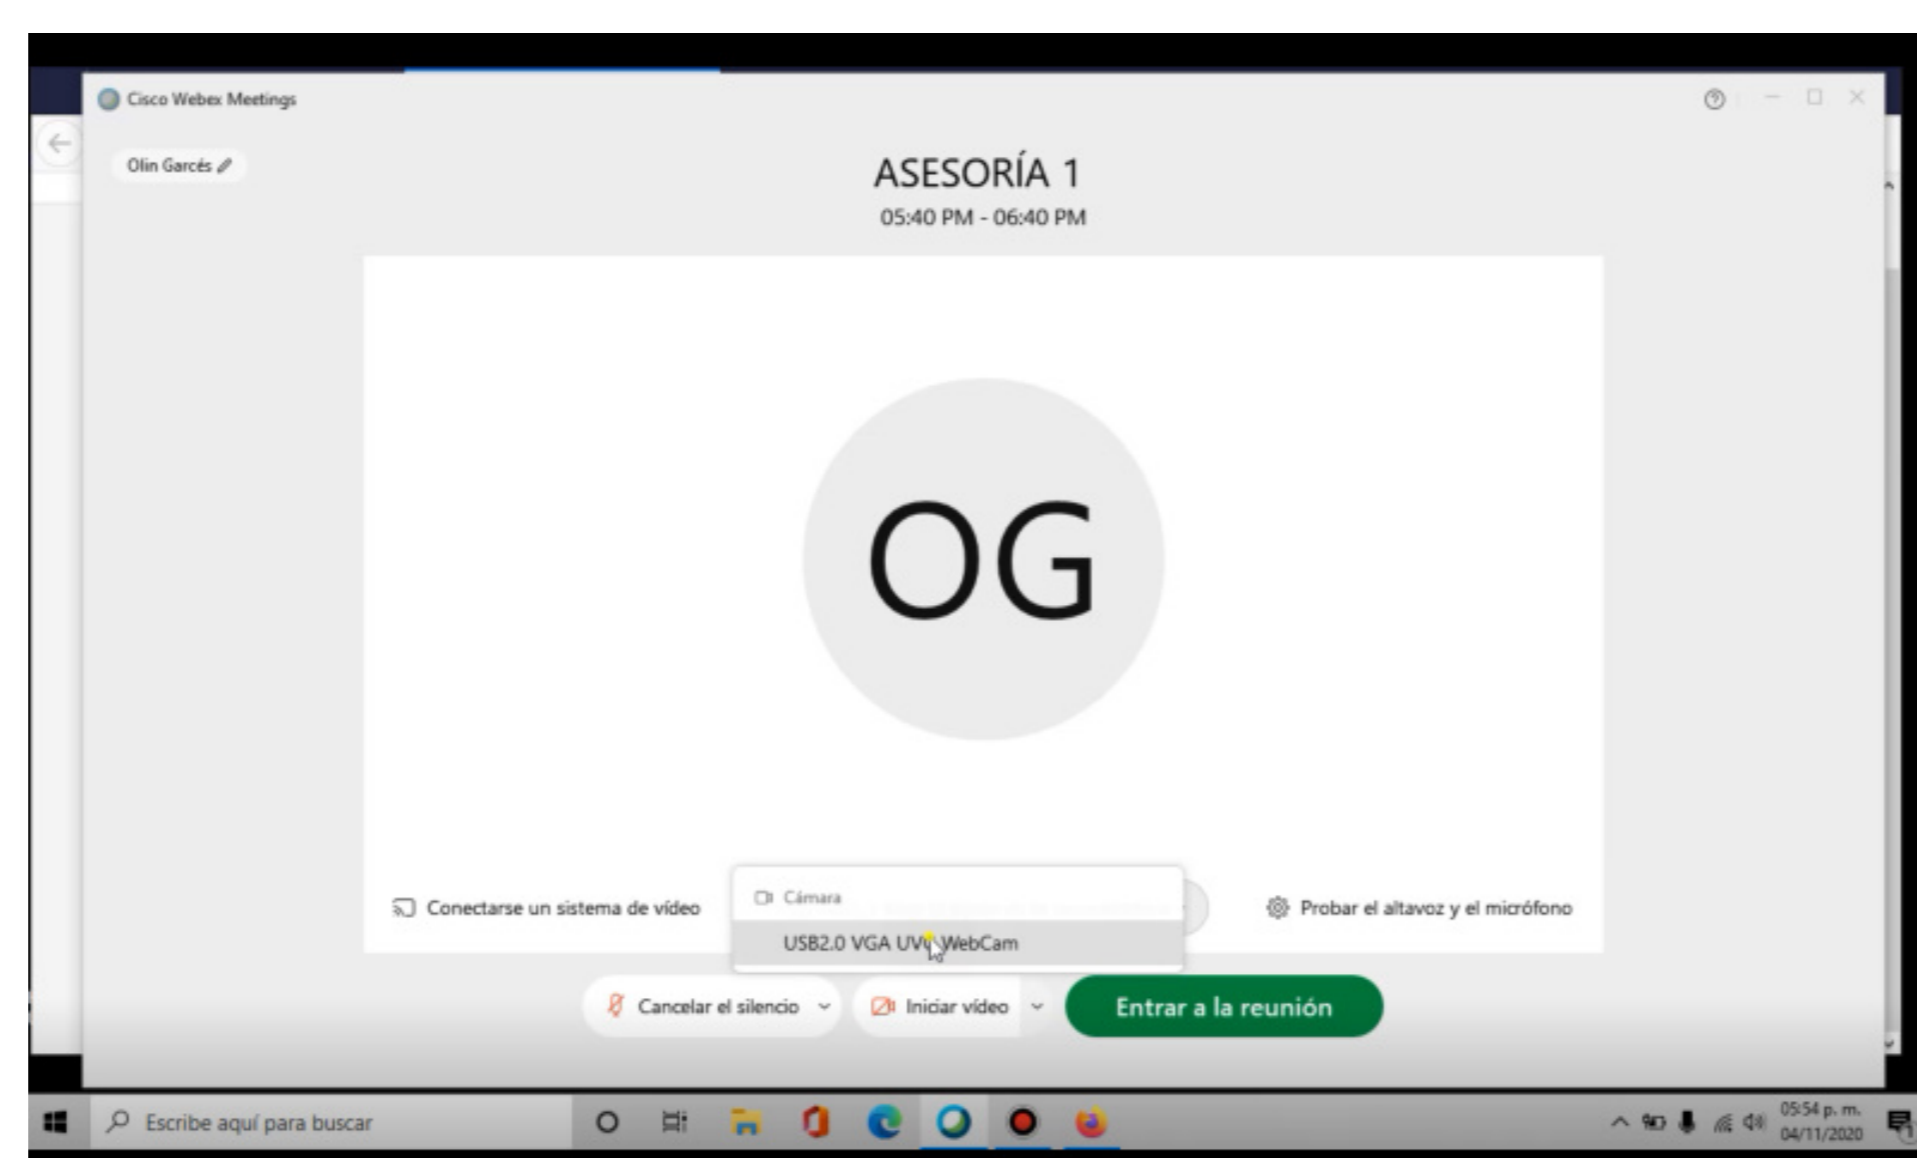 Cisco Webex Meetings
Olin Garcés
ASESORÍA 1
05:40 PM - 06:40 PM
OG
Cámara
Conectarse un sistema de vídeo
Probar el altavoz y el micrófono
USB2.0 VGA UVC WebCam
Cancelar el silencio
Iniciar vídeo
Entrar a la reunión
Escribe aquí para buscar
05:54 p. m.
04/11/2020
1